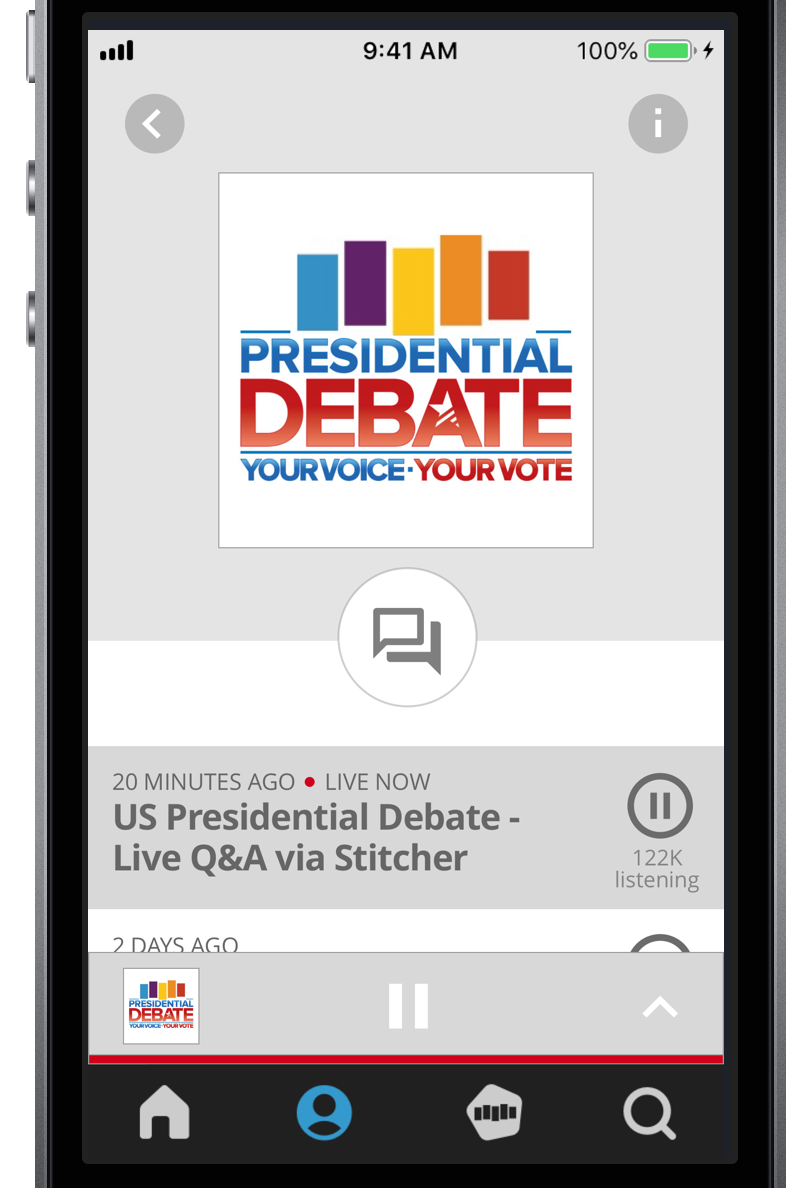 9:41 AM
100%
PRESIDENTIAL
DEBATE
YOUR VOICE·YOUR VOTE
20 MINUTES AGO • LIVE NOW
US Presidential Debate -
Live Q&A via Stitcher
122K
listening
2 DAYS AGO
PRESIDENTIAL
DEBATE
YOUR VOICE·YOUR VOTE